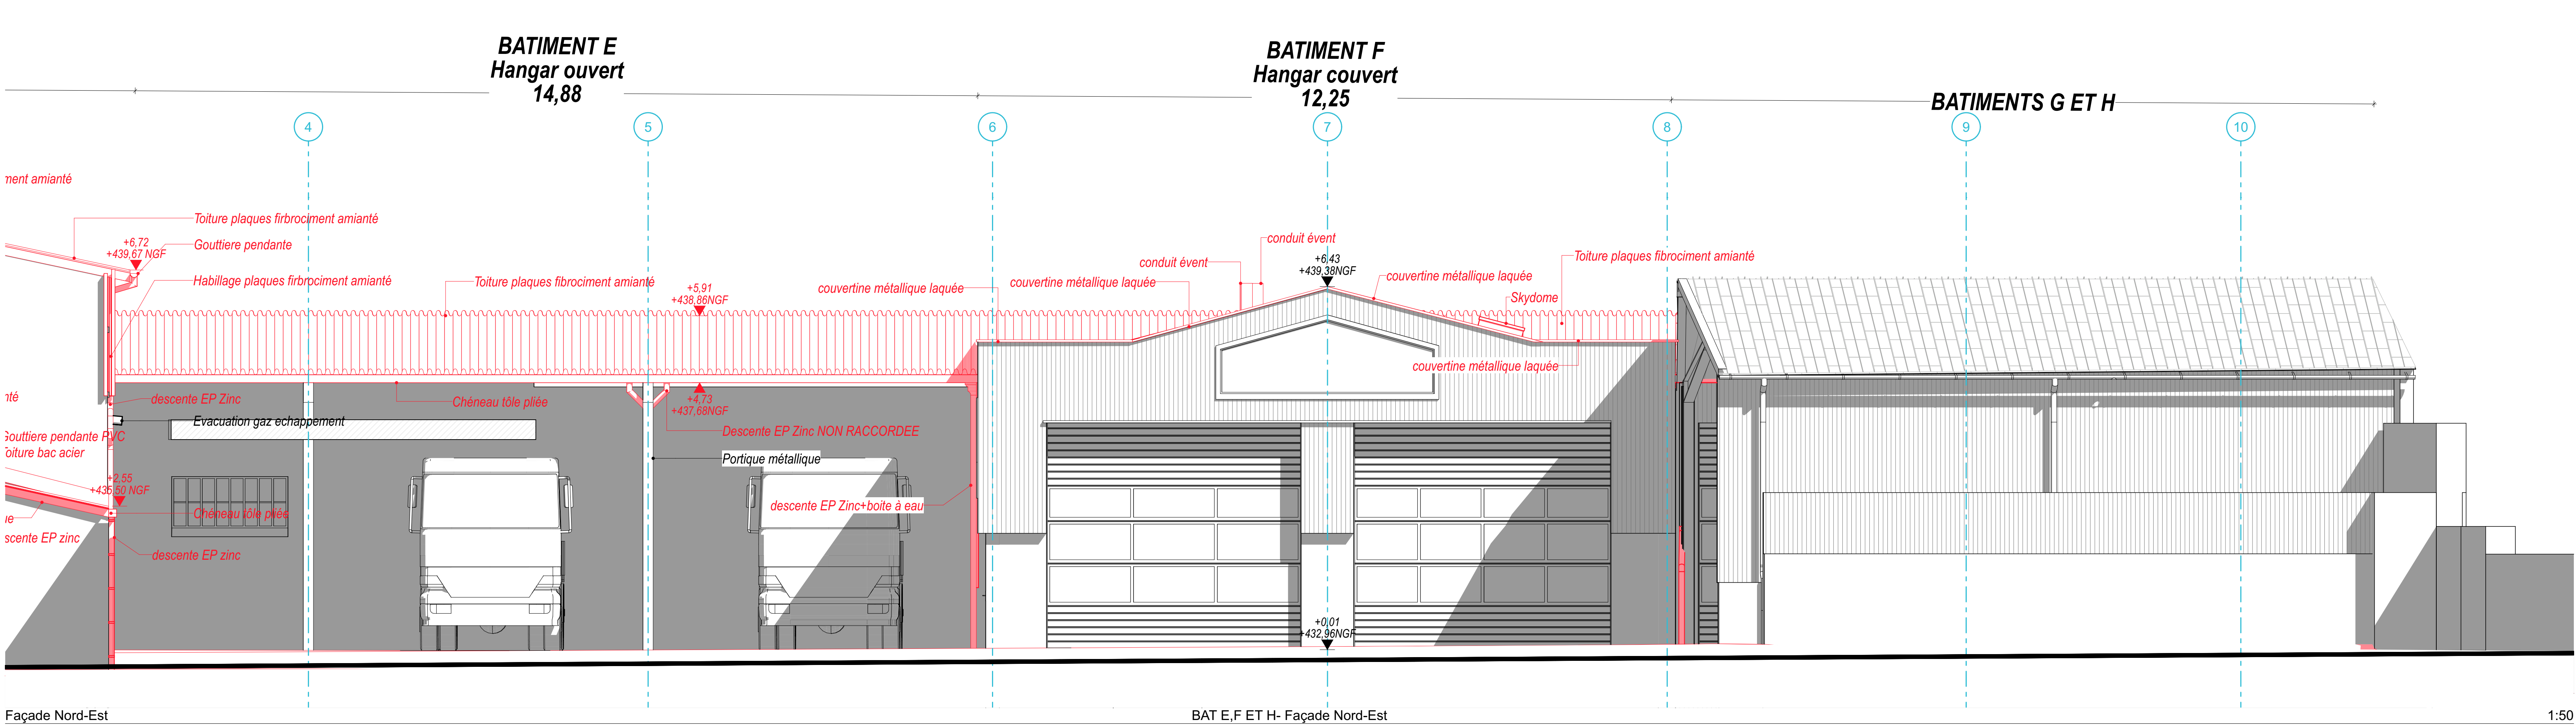 BATIMENT E
Hangar ouvert
14,88
BATIMENT F
Hangar couvert
12,25
BATIMENTS G ET H
4
5
6
7
8
9
10
ment amianté
Toiture plaques firbrociment amianté
+6,72
+439,67 NGF
Gouttiere pendante
Habillage plaques firbrociment amianté
Toiture plaques fibrociment amianté
+5,91
+438,86NGF
couvertine métallique laquée
couvertine métallique laquée
conduit évent
conduit évent
+6,43
+439,38NGF
couvertine métallique laquée
Toiture plaques fibrociment amianté
Skydome
couvertine métallique laquée
nté
descente EP Zinc
Chéneau tôle pliée
+4,73
+437,68NGF
Evacuation gaz echappement
Gouttiere pendante PVC
Toiture bac acier
Descente EP Zinc NON RACCORDEE
Portique métallique
+2,55
+435,50 NGF
descente EP Zinc+boite à eau
ue
Chéneau tôle pliée
escente EP zinc
descente EP zinc
+0,01
+432,96NGF
Façade Nord-Est
BAT E,F ET H- Façade Nord-Est
1:50